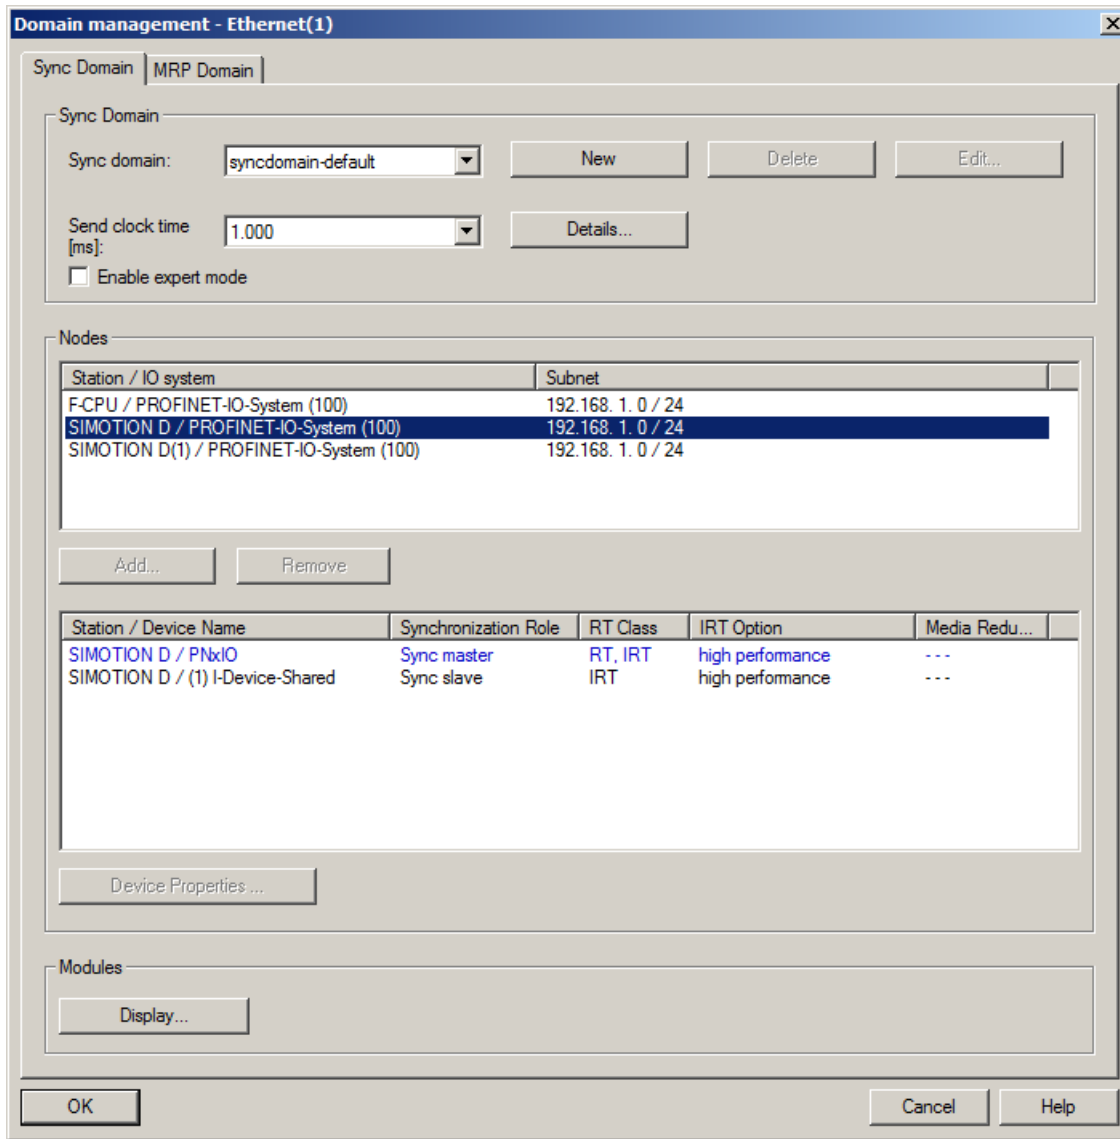 Domain management - Ethernet(1)
Sync Domain MRP Domain
Sync Domain
Sync domain: syncdomain-default New Delete Edit...
Send clock time
[ms]: 1.000 Details...
Enable expert mode
Nodes
Station / IO system Subnet
F-CPU / PROFINET-IO-System (100) 192.168. 1. 0 / 24
SIMOTION D / PROFINET-IO-System (100) 192.168. 1. 0 / 24
SIMOTION D(1) / PROFINET-IO-System (100) 192.168. 1. 0 / 24
Add... Remove
Station / Device Name Synchronization Role RT Class IRT Option Media Redu...
SIMOTION D / PNxIO Sync master RT, IRT high performance - - -
SIMOTION D / (1) I-Device-Shared Sync slave IRT high performance - - -
Device Properties ...
Modules
Display...
OK Cancel Help